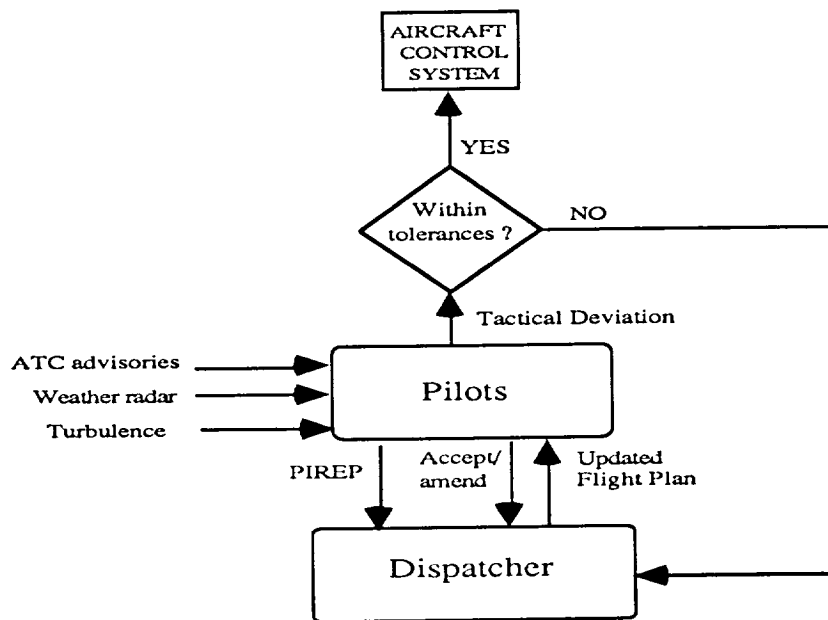 AIRCRAFT
CONTROL
SYSTEM
YES
Within
tolerances ?
NO
Tactical Deviation
ATC advisories
Weather radar
Turbulence
Pilots
PIREP
Accept/
amend
Updated
Flight Plan
Dispatcher